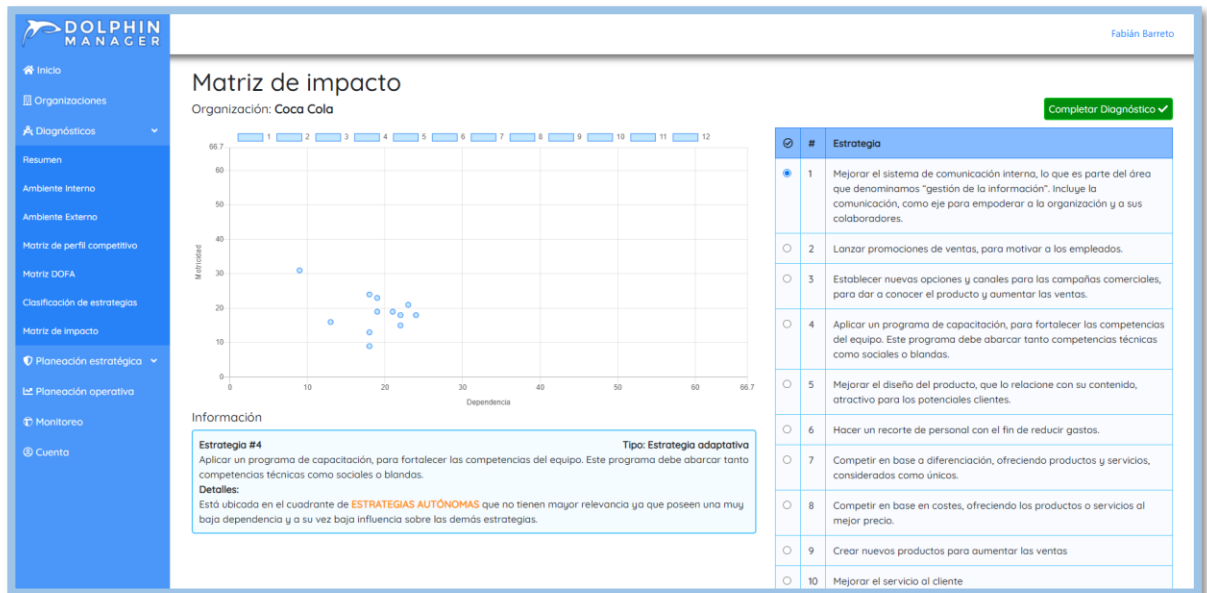 DOLPHIN
MANAGER
Fabián Barreto
Inicio
Organizaciones
Diagnósticos
Resumen
Ambiente Interno
Ambiente Externo
Matriz de perfil competitivo
Matriz DOFA
Clasificación de estrategias
Matriz de impacto
Planeación estratégica
Planeación operativa
Monitoreo
Cuenta
Matriz de impacto
Organización: Coca Cola
Completar Diagnóstico
1 2 3 4 5 6 7 8 9 10 11 12
66.7
60
50
40
30
20
10
0
Motricidad
0 10 20 30 40 50 60 66.7
Dependencia
Información
Estrategia #4 Tipo: Estrategia adaptativa
Aplicar un programa de capacitación, para fortalecer las competencias del equipo. Este programa debe abarcar tanto
competencias técnicas como sociales o blandas.
Detalles:
Está ubicada en el cuadrante de ESTRATEGIAS AUTÓNOMAS que no tienen mayor relevancia ya que poseen una muy
baja dependencia y a su vez baja influencia sobre las demás estrategias.
# Estrategia
1 Mejorar el sistema de comunicación interna, lo que es parte del área
que denominamos “gestión de la información”. Incluye la
comunicación, como eje para empoderar a la organización y a sus
colaboradores.
2 Lanzar promociones de ventas, para motivar a los empleados.
3 Establecer nuevas opciones y canales para las campañas comerciales,
para dar a conocer el producto y aumentar las ventas.
4 Aplicar un programa de capacitación, para fortalecer las competencias
del equipo. Este programa debe abarcar tanto competencias técnicas
como sociales o blandas.
5 Mejorar el diseño del producto, que lo relacione con su contenido,
atractivo para los potenciales clientes.
6 Hacer un recorte de personal con el fin de reducir gastos.
7 Competir en base a diferenciación, ofreciendo productos y servicios,
considerados como únicos.
8 Competir en base en costes, ofreciendo los productos o servicios al
mejor precio.
9 Crear nuevos productos para aumentar las ventas
10 Mejorar el servicio al cliente